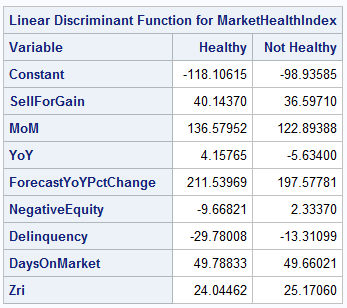 Linear Discriminant Function for MarketHealthIndex
Variable Healthy Not Healthy
Constant -118.10615 -98.93585
SellForGain 40.14370 36.59710
MoM 136.57952 122.89388
YoY 4.15765 -5.63400
ForecastYoYPctChange 211.53969 197.57781
NegativeEquity -9.66821 2.33370
Delinquency -29.78008 -13.31099
DaysOnMarket 49.78833 49.66021
Zri 24.04462 25.17060